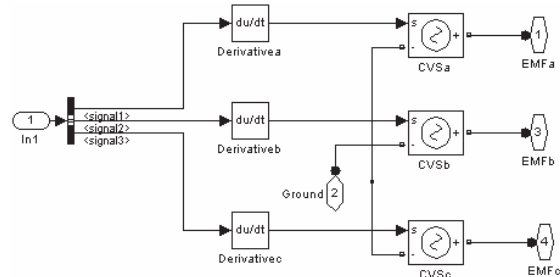 du/dt
Derivativea
s
-
+
CVSa
1
EMFa
1
In1
<signal1>
<signal2>
<signal3>
du/dt
Derivativeb
s
-
+
CVSb
3
EMFb
Ground
2
du/dt
Derivativec
s
-
+
CVSc
4
EMFc